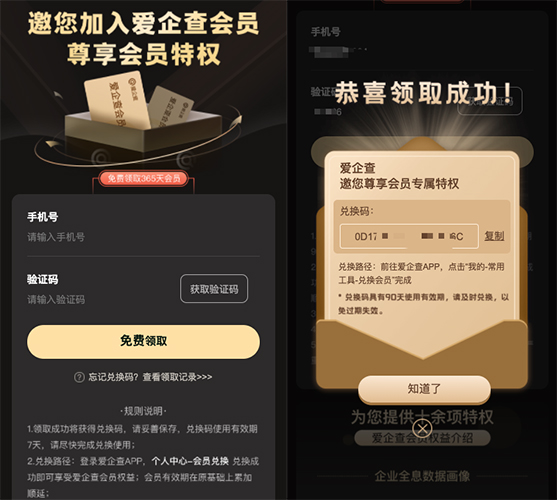 邀您加入爱企查会员
尊享会员特权
爱企查会员
免费领取365天会员
手机号
请输入手机号
验证码
请输入验证码
获取验证码
免费领取
忘记兑换码?查看领取记录>>>
·规则说明·
1.领取成功将获得兑换码,请妥善保存,兑换码使用有效期
7天,请尽快完成兑换使用;
2.兑换路径:登录爱企查APP,个人中心–会员兑换 兑换成
功即可享受爱企查会员权益;会员有效期在原基础上累加
顺延;
手机号
验证码
恭喜领取成功!
爱企查
邀您尊享会员专属特权
兑换码:
0D17
C
复制
兑换路径:前往爱企查APP,点击“我的-常用
工具-兑换会员”完成
* 兑换码具有90天使用有效期,请及时兑换,以
免过期失效。
知道了
为您提供十余项特权
爱企查会员权益介绍
企业全息数据画像